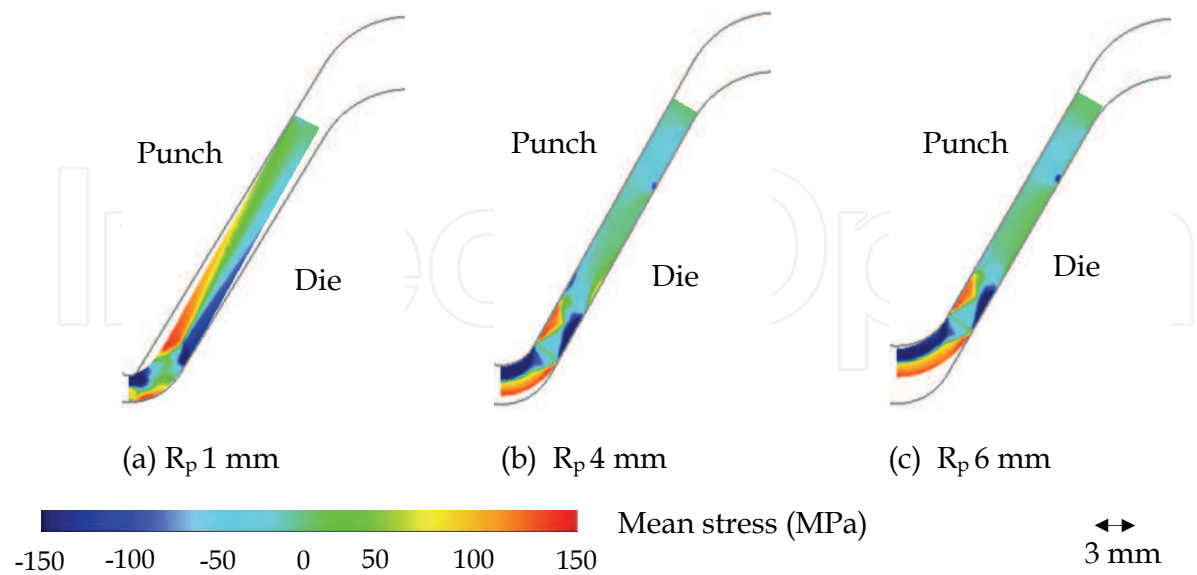 Punch
Die
Punch
Die
Punch
Die
(a) Rₚ 1 mm
(b) Rₚ 4 mm
(c) Rₚ 6 mm
Mean stress (MPa)
-150 -100 -50 0 50 100 150
3 mm